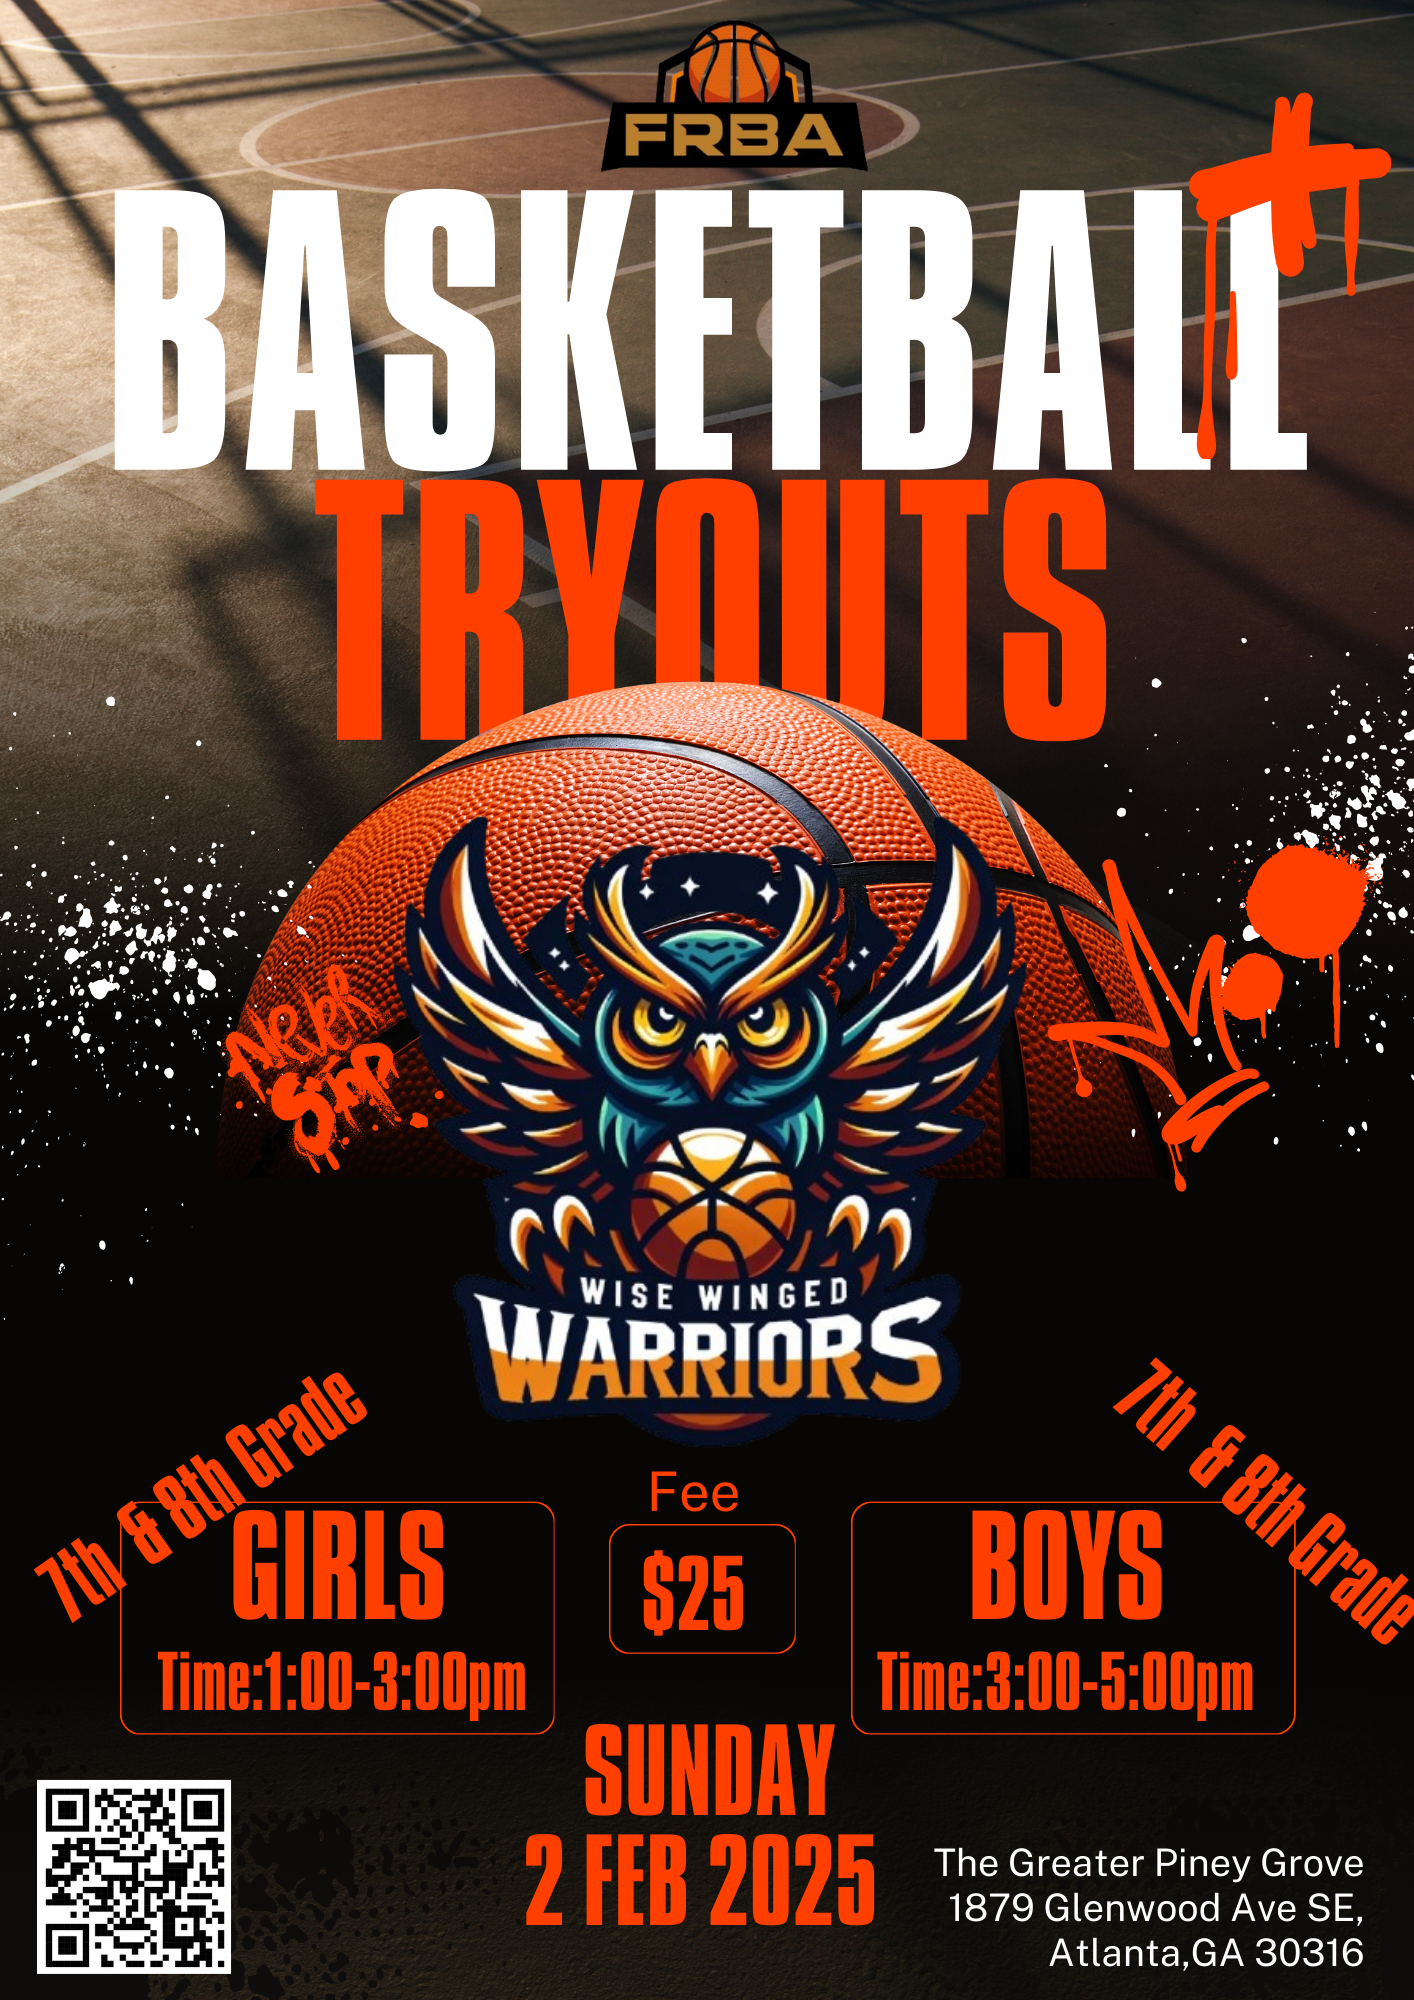 FRBA
BASKETBALL
TRYOUTS
NEVER
STOP
WISE WINGED
WARRIORS
7th & 8th Grade
7th & 8th Grade
Fee
GIRLS
$25
BOYS
Time:1:00-3:00pm
Time:3:00-5:00pm
SUNDAY
2 FEB 2025
The Greater Piney Grove
1879 Glenwood Ave SE,
Atlanta,GA 30316